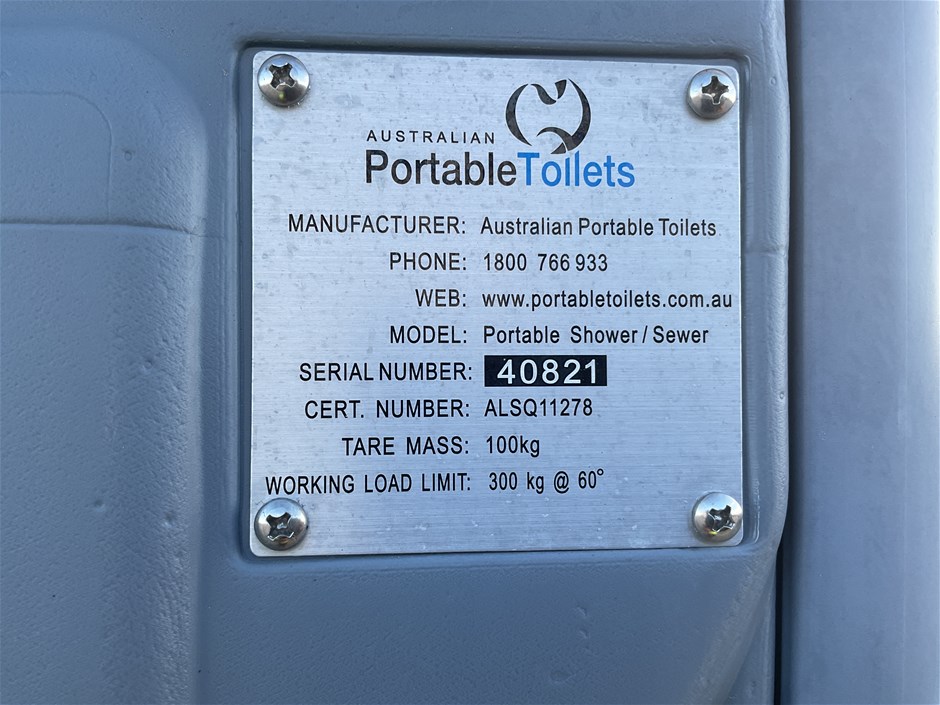 AUSTRALIAN
PortableToilets
MANUFACTURER: Australian Portable Toilets
PHONE: 1800 766 933
WEB: www.portabletoilets.com.au
MODEL: Portable Shower / Sewer
SERIAL NUMBER: 40821
CERT. NUMBER: ALSQ11278
TARE MASS: 100kg
WORKING LOAD LIMIT: 300 kg @ 60°